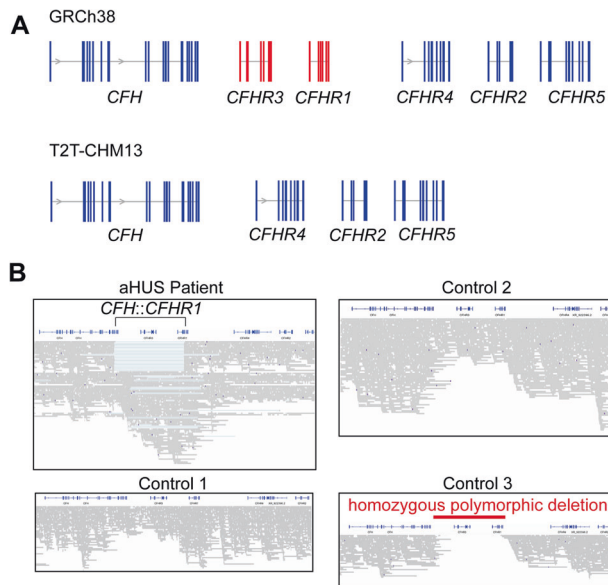 A
GRCh38
CFH
CFHR3
CFHR1
CFHR4
CFHR2
CFHR5
T2T-CHM13
CFH
CFHR4
CFHR2
CFHR5
B
aHUS Patient
CFH::CFHR1
Control 2
Control 1
Control 3
homozygous polymorphic deletion